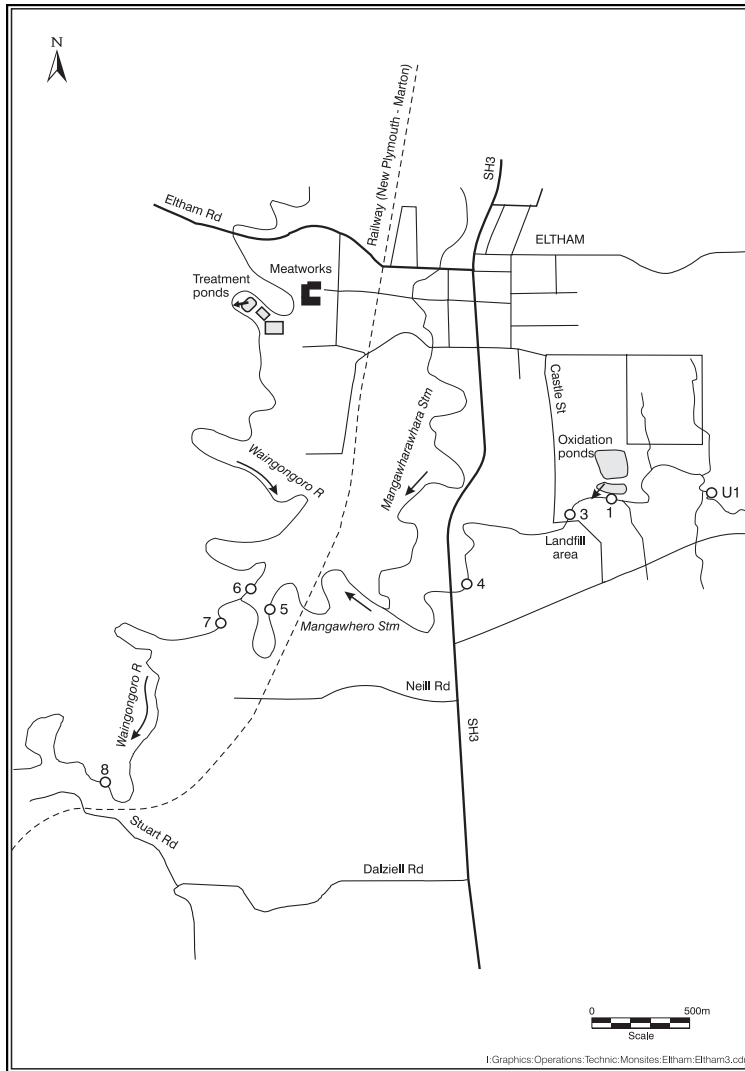 N
Railway (New Plymouth - Marton)
SH3
Eltham Rd
ELTHAM
Treatment
ponds
Meatworks
Castle St
Mangawharawhara Stm
Waingongoro R
Oxidation
ponds
U1
1
3
Landfill
area
4
6
5
7
Mangawhero Stm
Waingongoro R
Neill Rd
SH3
8
Stuart Rd
Dalziell Rd
0 500m
Scale
I:Graphics:Operations:Technic:Monsites:Eltham:Eltham3.cdr